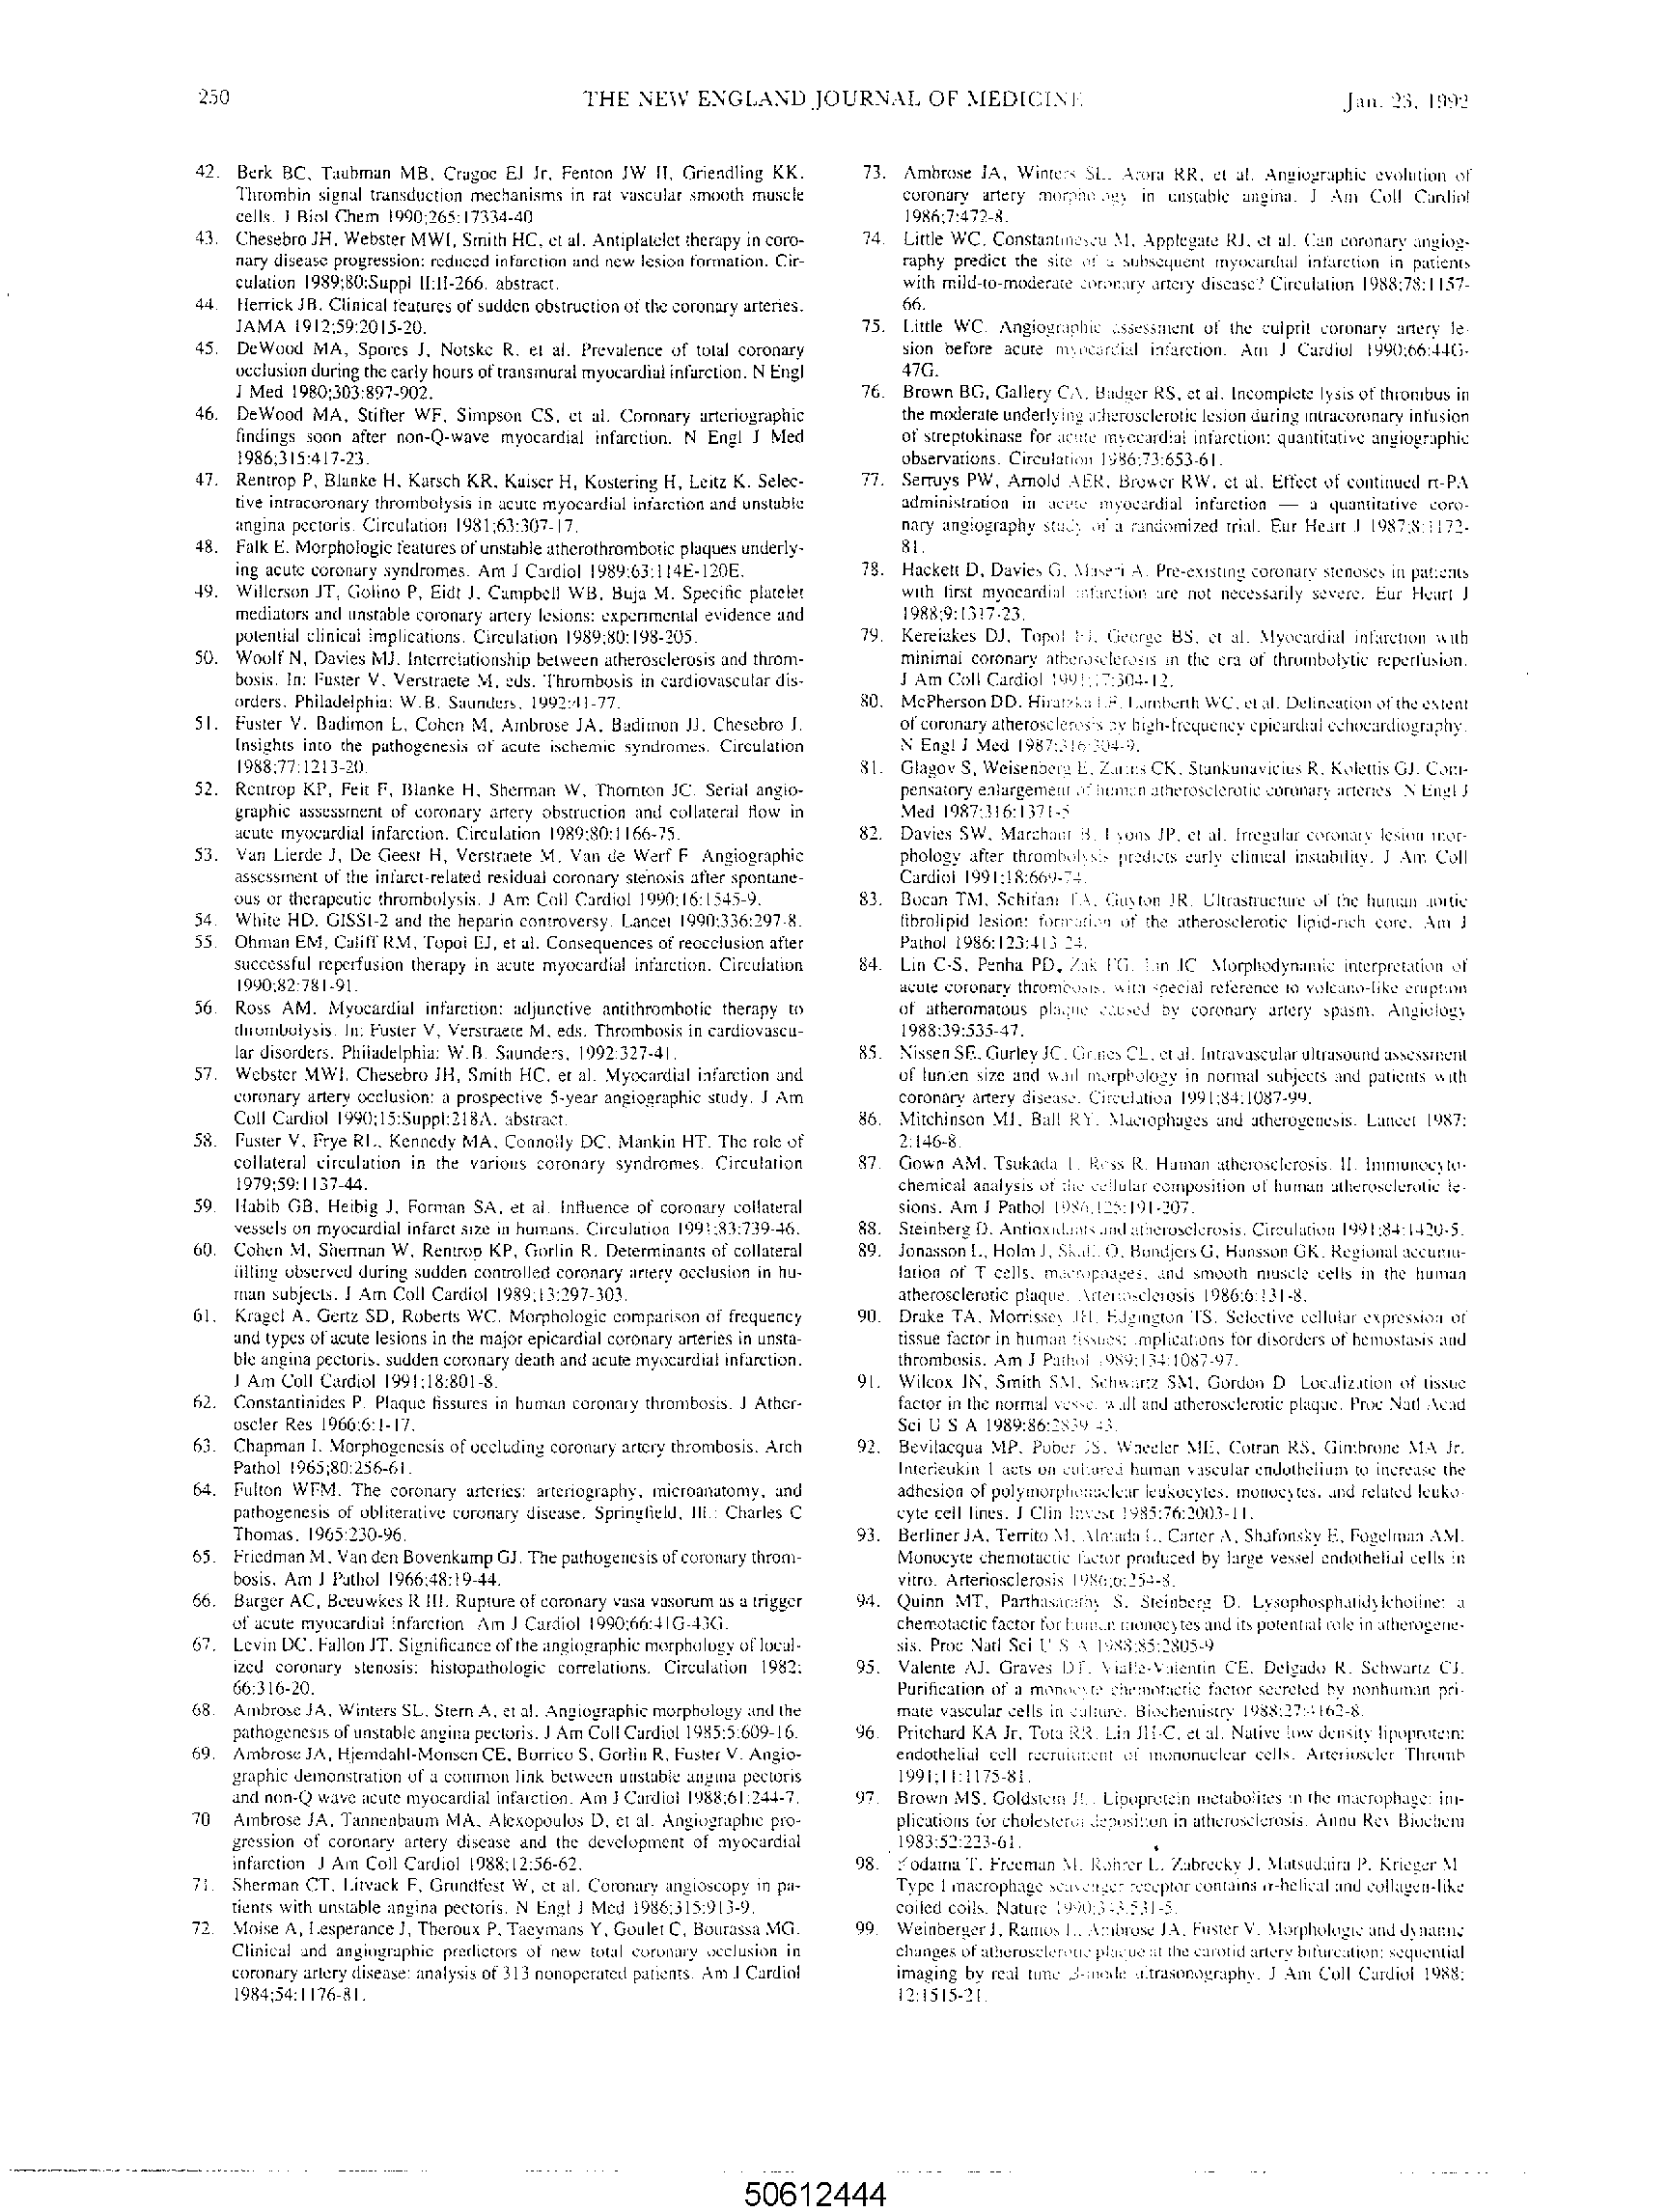 250
THE NEW ENGLAND JOURNAL OF MEDICINE
Jan. 23, 1992
42. Berk BC, Taubman MB, Cragoe EJ Jr, Fenton JW II, Griendling KK.
Thrombin signal transduction mechanisms in rat vascular smooth muscle
cells. J Biol Chem 1990;265:17334-40
43. Chesebro JH, Webster MWI, Smith HC, et al. Antiplatelet therapy in coro-
nary disease progression: reduced infarction and new lesion formation. Cir-
culation 1989;80:Suppl II:II-266. abstract.
44. Herrick JB. Clinical features of sudden obstruction of the coronary arteries.
JAMA 1912;59:2015-20.
45. DeWood MA, Spores J, Notske R, et al. Prevalence of total coronary
occlusion during the early hours of transmural myocardial infarction. N Engl
J Med 1980;303:897-902.
46. DeWood MA, Stifter WF, Simpson CS, et al. Coronary arteriographic
findings soon after non-Q-wave myocardial infarction. N Engl J Med
1986;315:417-23.
47. Rentrop P, Blanke H, Karsch KR, Kaiser H, Kostering H, Leitz K. Selec-
tive intracoronary thrombolysis in acute myocardial infarction and unstable
angina pectoris. Circulation 1981;63:307-17.
48. Falk E. Morphologic features of unstable atherothrombotic plaques underly-
ing acute coronary syndromes. Am J Cardiol 1989;63:114E-120E.
49. Willerson JT, Golino P, Eidt J, Campbell WB, Buja M. Specific platelet
mediators and unstable coronary artery lesions: experimental evidence and
potential clinical implications. Circulation 1989;80:198-205.
50. Woolf N, Davies MJ. Interrelationship between atherosclerosis and throm-
bosis. In: Fuster V, Verstraete M, eds. Thrombosis in cardiovascular dis-
orders. Philadelphia: W.B. Saunders, 1992:41-77.
51. Fuster V, Badimon L, Cohen M, Ambrose JA, Badimon JJ, Chesebro J.
Insights into the pathogenesis of acute ischemic syndromes. Circulation
1988;77:1213-20.
52. Rentrop KP, Feit F, Blanke H, Sherman W, Thornton JC. Serial angio-
graphic assessment of coronary artery obstruction and collateral flow in
acute myocardial infarction. Circulation 1989;80:1166-75.
53. Van Lierde J, De Geest H, Verstraete M, Van de Werf F. Angiographic
assessment of the infarct-related residual coronary stenosis after spontane-
ous or therapeutic thrombolysis. J Am Coll Cardiol 1990;16:1545-9.
54. White HD. GISSI-2 and the heparin controversy. Lancet 1990;336:297-8.
55. Ohman EM, Califf RM, Topol EJ, et al. Consequences of reocclusion after
successful reperfusion therapy in acute myocardial infarction. Circulation
1990;82:781-91.
56. Ross AM. Myocardial infarction: adjunctive antithrombotic therapy to
thrombolysis. In: Fuster V, Verstraete M, eds. Thrombosis in cardiovascu-
lar disorders. Philadelphia: W.B. Saunders, 1992:327-41.
57. Webster MWI, Chesebro JH, Smith HC, et al. Myocardial infarction and
coronary artery occlusion: a prospective 5-year angiographic study. J Am
Coll Cardiol 1990;15:Suppl:218A. abstract.
58. Fuster V, Frye RL, Kennedy MA, Connolly DC, Mankin HT. The role of
collateral circulation in the various coronary syndromes. Circulation
1979;59:1137-44.
59. Habib GB, Heibig J, Forman SA, et al. Influence of coronary collateral
vessels on myocardial infarct size in humans. Circulation 1991;83:739-46.
60. Cohen M, Sherman W, Rentrop KP, Gorlin R. Determinants of collateral
filling observed during sudden controlled coronary artery occlusion in hu-
man subjects. J Am Coll Cardiol 1989;13:297-303.
61. Kragel A, Gertz SD, Roberts WC. Morphologic comparison of frequency
and types of acute lesions in the major epicardial coronary arteries in unsta-
ble angina pectoris, sudden coronary death and acute myocardial infarction.
J Am Coll Cardiol 1991;18:801-8.
62. Constantinides P. Plaque fissures in human coronary thrombosis. J Ather-
oscler Res 1966;6:1-17.
63. Chapman I. Morphogenesis of occluding coronary artery thrombosis. Arch
Pathol 1965;80:256-61.
64. Fulton WFM. The coronary arteries: arteriography, microanatomy, and
pathogenesis of obliterative coronary disease. Springfield, Ill.: Charles C
Thomas, 1965:230-96.
65. Friedman M, Van den Bovenkamp GJ. The pathogenesis of coronary throm-
bosis. Am J Pathol 1966;48:19-44.
66. Barger AC, Beeuwkes R III. Rupture of coronary vasa vasorum as a trigger
of acute myocardial infarction. Am J Cardiol 1990;66:41G-43G.
67. Levin DC, Fallon JT. Significance of the angiographic morphology of local-
ized coronary stenosis: histopathologic correlations. Circulation 1982;
66:316-20.
68. Ambrose JA, Winters SL, Stern A, et al. Angiographic morphology and the
pathogenesis of unstable angina pectoris. J Am Coll Cardiol 1985;5:609-16.
69. Ambrose JA, Hjemdahl-Monsen CE, Borrico S, Gorlin R, Fuster V. Angio-
graphic demonstration of a common link between unstable angina pectoris
and non-Q wave acute myocardial infarction. Am J Cardiol 1988;61:244-7.
70 Ambrose JA, Tannenbaum MA, Alexopoulos D, et al. Angiographic pro-
gression of coronary artery disease and the development of myocardial
infarction J Am Coll Cardiol 1988;12:56-62.
71. Sherman CT, Litvack F, Grundfest W, et al. Coronary angioscopy in pa-
tients with unstable angina pectoris. N Engl J Med 1986;315:913-9.
72. Moise A, Lesperance J, Theroux P, Taeymans Y, Goulet C, Bourassa MG.
Clinical and angiographic predictors of new total coronary occlusion in
coronary artery disease: analysis of 313 nonoperated patients. Am J Cardiol
1984;54:1176-81.
73. Ambrose JA, Winters SL, Arora RR, et al. Angiographic evolution of
coronary artery morphology in unstable angina. J Am Coll Cardiol
1986;7:472-8.
74. Little WC, Constantinescu M, Applegate RJ, et al. Can coronary angiog-
raphy predict the site of a subsequent myocardial infarction in patients
with mild-to-moderate coronary artery disease? Circulation 1988;78:1157-
66.
75. Little WC. Angiographic assessment of the culprit coronary artery le-
sion before acute myocardial infarction. Am J Cardiol 1990;66:44G-
47G.
76. Brown BG, Gallery CA, Badger RS, et al. Incomplete lysis of thrombus in
the moderate underlying atherosclerotic lesion during intracoronary infusion
of streptokinase for acute myocardial infarction: quantitative angiographic
observations. Circulation 1986;73:653-61.
77. Serruys PW, Arnold AER, Brower RW, et al. Effect of continued rt-PA
administration in acute myocardial infarction — a quantitative coro-
nary angiography study of a randomized trial. Eur Heart J 1987;8:1172-
81.
78. Hackett D, Davies G, Maseri A. Pre-existing coronary stenoses in patients
with first myocardial infarction are not necessarily severe. Eur Heart J
1988;9:1317-23.
79. Kereiakes DJ, Topol EJ, George BS, et al. Myocardial infarction with
minimal coronary atherosclerosis in the era of thrombolytic reperfusion.
J Am Coll Cardiol 1991;17:304-12.
80. McPherson DD, Hiratzka LF, Lamberth WC, et al. Delineation of the extent
of coronary atherosclerosis by high-frequency epicardial echocardiography.
N Engl J Med 1987;316:304-9.
81. Glagov S, Weisenberg E, Zarins CK, Stankunavicius R, Kolettis GJ. Com-
pensatory enlargement of human atherosclerotic coronary arteries N Engl J
Med 1987;316:1371-5
82. Davies SW, Marchant B, Lyons JP, et al. Irregular coronary lesion mor-
phology after thrombolysis predicts early clinical instability. J Am Coll
Cardiol 1991;18:669-74.
83. Bocan TM, Schifani TA, Guyton JR. Ultrastructure of the human aortic
fibrolipid lesion: formation of the atherosclerotic lipid-rich core. Am J
Pathol 1986;123:413-24.
84. Lin C-S, Penha PD, Zak FG, Lin JC Morphodynamic interpretation of
acute coronary thrombosis, with special reference to volcano-like eruption
of atheromatous plaque caused by coronary artery spasm. Angiology
1988;39:535-47.
85. Nissen SE, Gurley JC, Grines CL, et al. Intravascular ultrasound assessment
of lumen size and wall morphology in normal subjects and patients with
coronary artery disease. Circulation 1991;84:1087-99.
86. Mitchinson MJ, Ball RY. Macrophages and atherogenesis. Lancet 1987;
2:146-8.
87. Gown AM, Tsukada T, Ross R. Human atherosclerosis. II. Immunocyto-
chemical analysis of the cellular composition of human atherosclerotic le-
sions. Am J Pathol 1986;125:191-207.
88. Steinberg D. Antioxidants and atherosclerosis. Circulation 1991;84:1420-5.
89. Jonasson L, Holm J, Skalli O, Bondjers G, Hansson GK. Regional accumu-
lation of T cells, macrophages, and smooth muscle cells in the human
atherosclerotic plaque. Arteriosclerosis 1986;6:131-8.
90. Drake TA, Morrissey JH, Edgington TS. Selective cellular expression of
tissue factor in human tissues: implications for disorders of hemostasis and
thrombosis. Am J Pathol 1989;134:1087-97.
91. Wilcox JN, Smith SM, Schwartz SM, Gordon D Localization of tissue
factor in the normal vessel wall and atherosclerotic plaque. Proc Natl Acad
Sci U S A 1989;86:2839-43.
92. Bevilacqua MP, Pober JS, Wheeler ME, Cotran RS, Gimbrone MA Jr.
Interleukin 1 acts on cultured human vascular endothelium to increase the
adhesion of polymorphonuclear leukocytes, monocytes, and related leuko-
cyte cell lines. J Clin Invest 1985;76:2003-11.
93. Berliner JA, Territo M, Almada L, Carter A, Shafonsky E, Fogelman AM.
Monocyte chemotactic factor produced by large vessel endothelial cells in
vitro. Arteriosclerosis 1986;6:254-8.
94. Quinn MT, Parthasarathy S, Steinberg D. Lysophosphatidylcholine: a
chemotactic factor for human monocytes and its potential role in atherogene-
sis. Proc Natl Sci U S A 1988;85:2805-9
95. Valente AJ, Graves DT, Vialle-Valentin CE, Delgado R, Schwartz CJ.
Purification of a monocyte chemotactic factor secreted by nonhuman pri-
mate vascular cells in culture. Biochemistry 1988;27:4162-8.
96. Pritchard KA Jr, Tota RR, Lin JH-C, et al. Native low density lipoprotein:
endothelial cell recruitment of mononuclear cells. Arterioscler Thromb
1991;11:1175-81.
97. Brown MS, Goldstein JL. Lipoprotein metabolites in the macrophage: im-
plications for cholesterol deposition in atherosclerosis. Annu Rev Biochem
1983;52:223-61.
98. Kodama T, Freeman M, Rohrer L, Zabrecky J, Matsudaira P, Krieger M
Type I macrophage scavenger receptor contains α-helical and collagen-like
coiled coils. Nature 1990;343:531-5.
99. Weinberger J, Ramos L, Ambrose JA, Fuster V. Morphologic and dynamic
changes of atherosclerotic plaque at the carotid artery bifurcation: sequential
imaging by real time B-mode ultrasonography. J Am Coll Cardiol 1988;
12:1515-21.
50612444